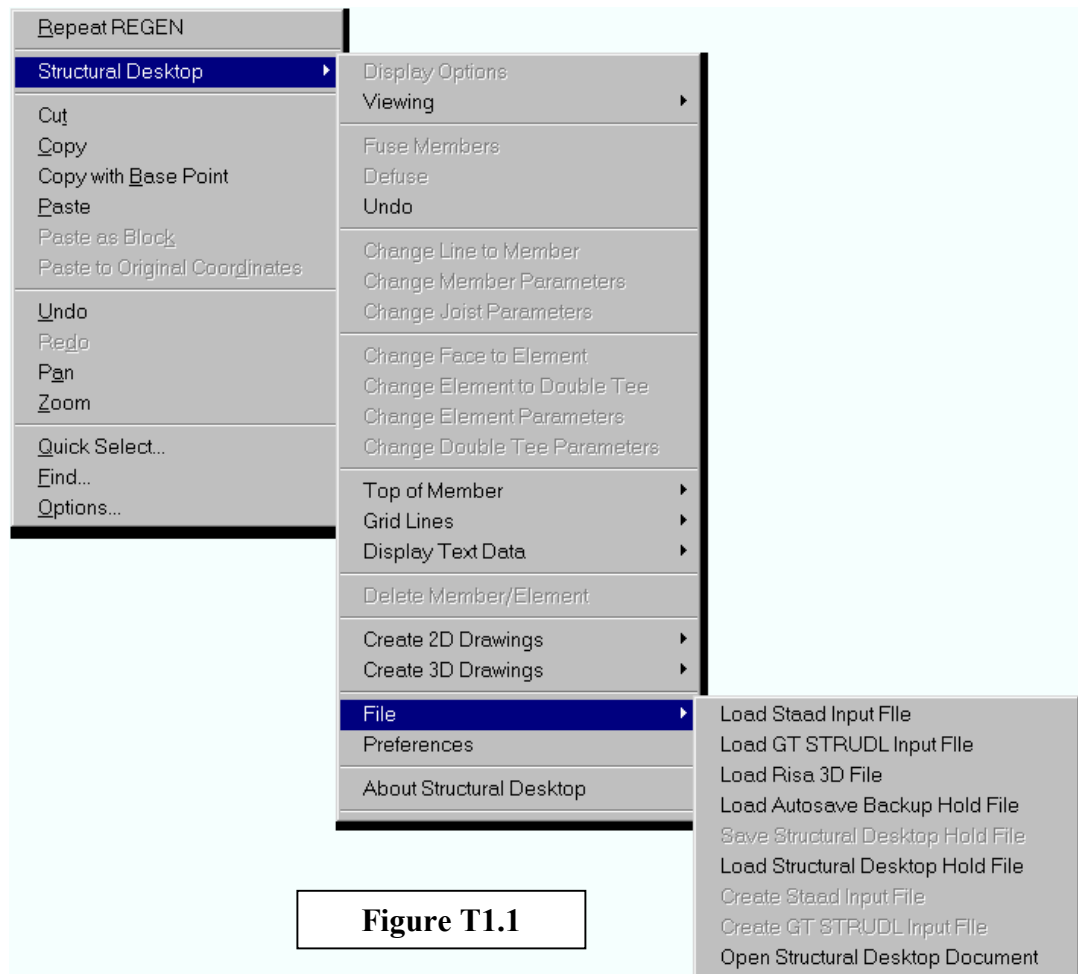 Repeat REGEN
Structural Desktop
Cut
Copy
Copy with Base Point
Paste
Paste as Block
Paste to Original Coordinates
Undo
Redo
Pan
Zoom
Quick Select...
Find...
Options...
Display Options
Viewing
Fuse Members
Defuse
Undo
Change Line to Member
Change Member Parameters
Change Joist Parameters
Change Face to Element
Change Element to Double Tee
Change Element Parameters
Change Double Tee Parameters
Top of Member
Grid Lines
Display Text Data
Delete Member/Element
Create 2D Drawings
Create 3D Drawings
File
Preferences
About Structural Desktop
Load Staad Input FIle
Load GT STRUDL Input FIle
Load Risa 3D File
Load Autosave Backup Hold File
Save Structural Desktop Hold File
Load Structural Desktop Hold File
Create Staad Input File
Create GT STRUDL Input FIle
Open Structural Desktop Document
Figure T1.1